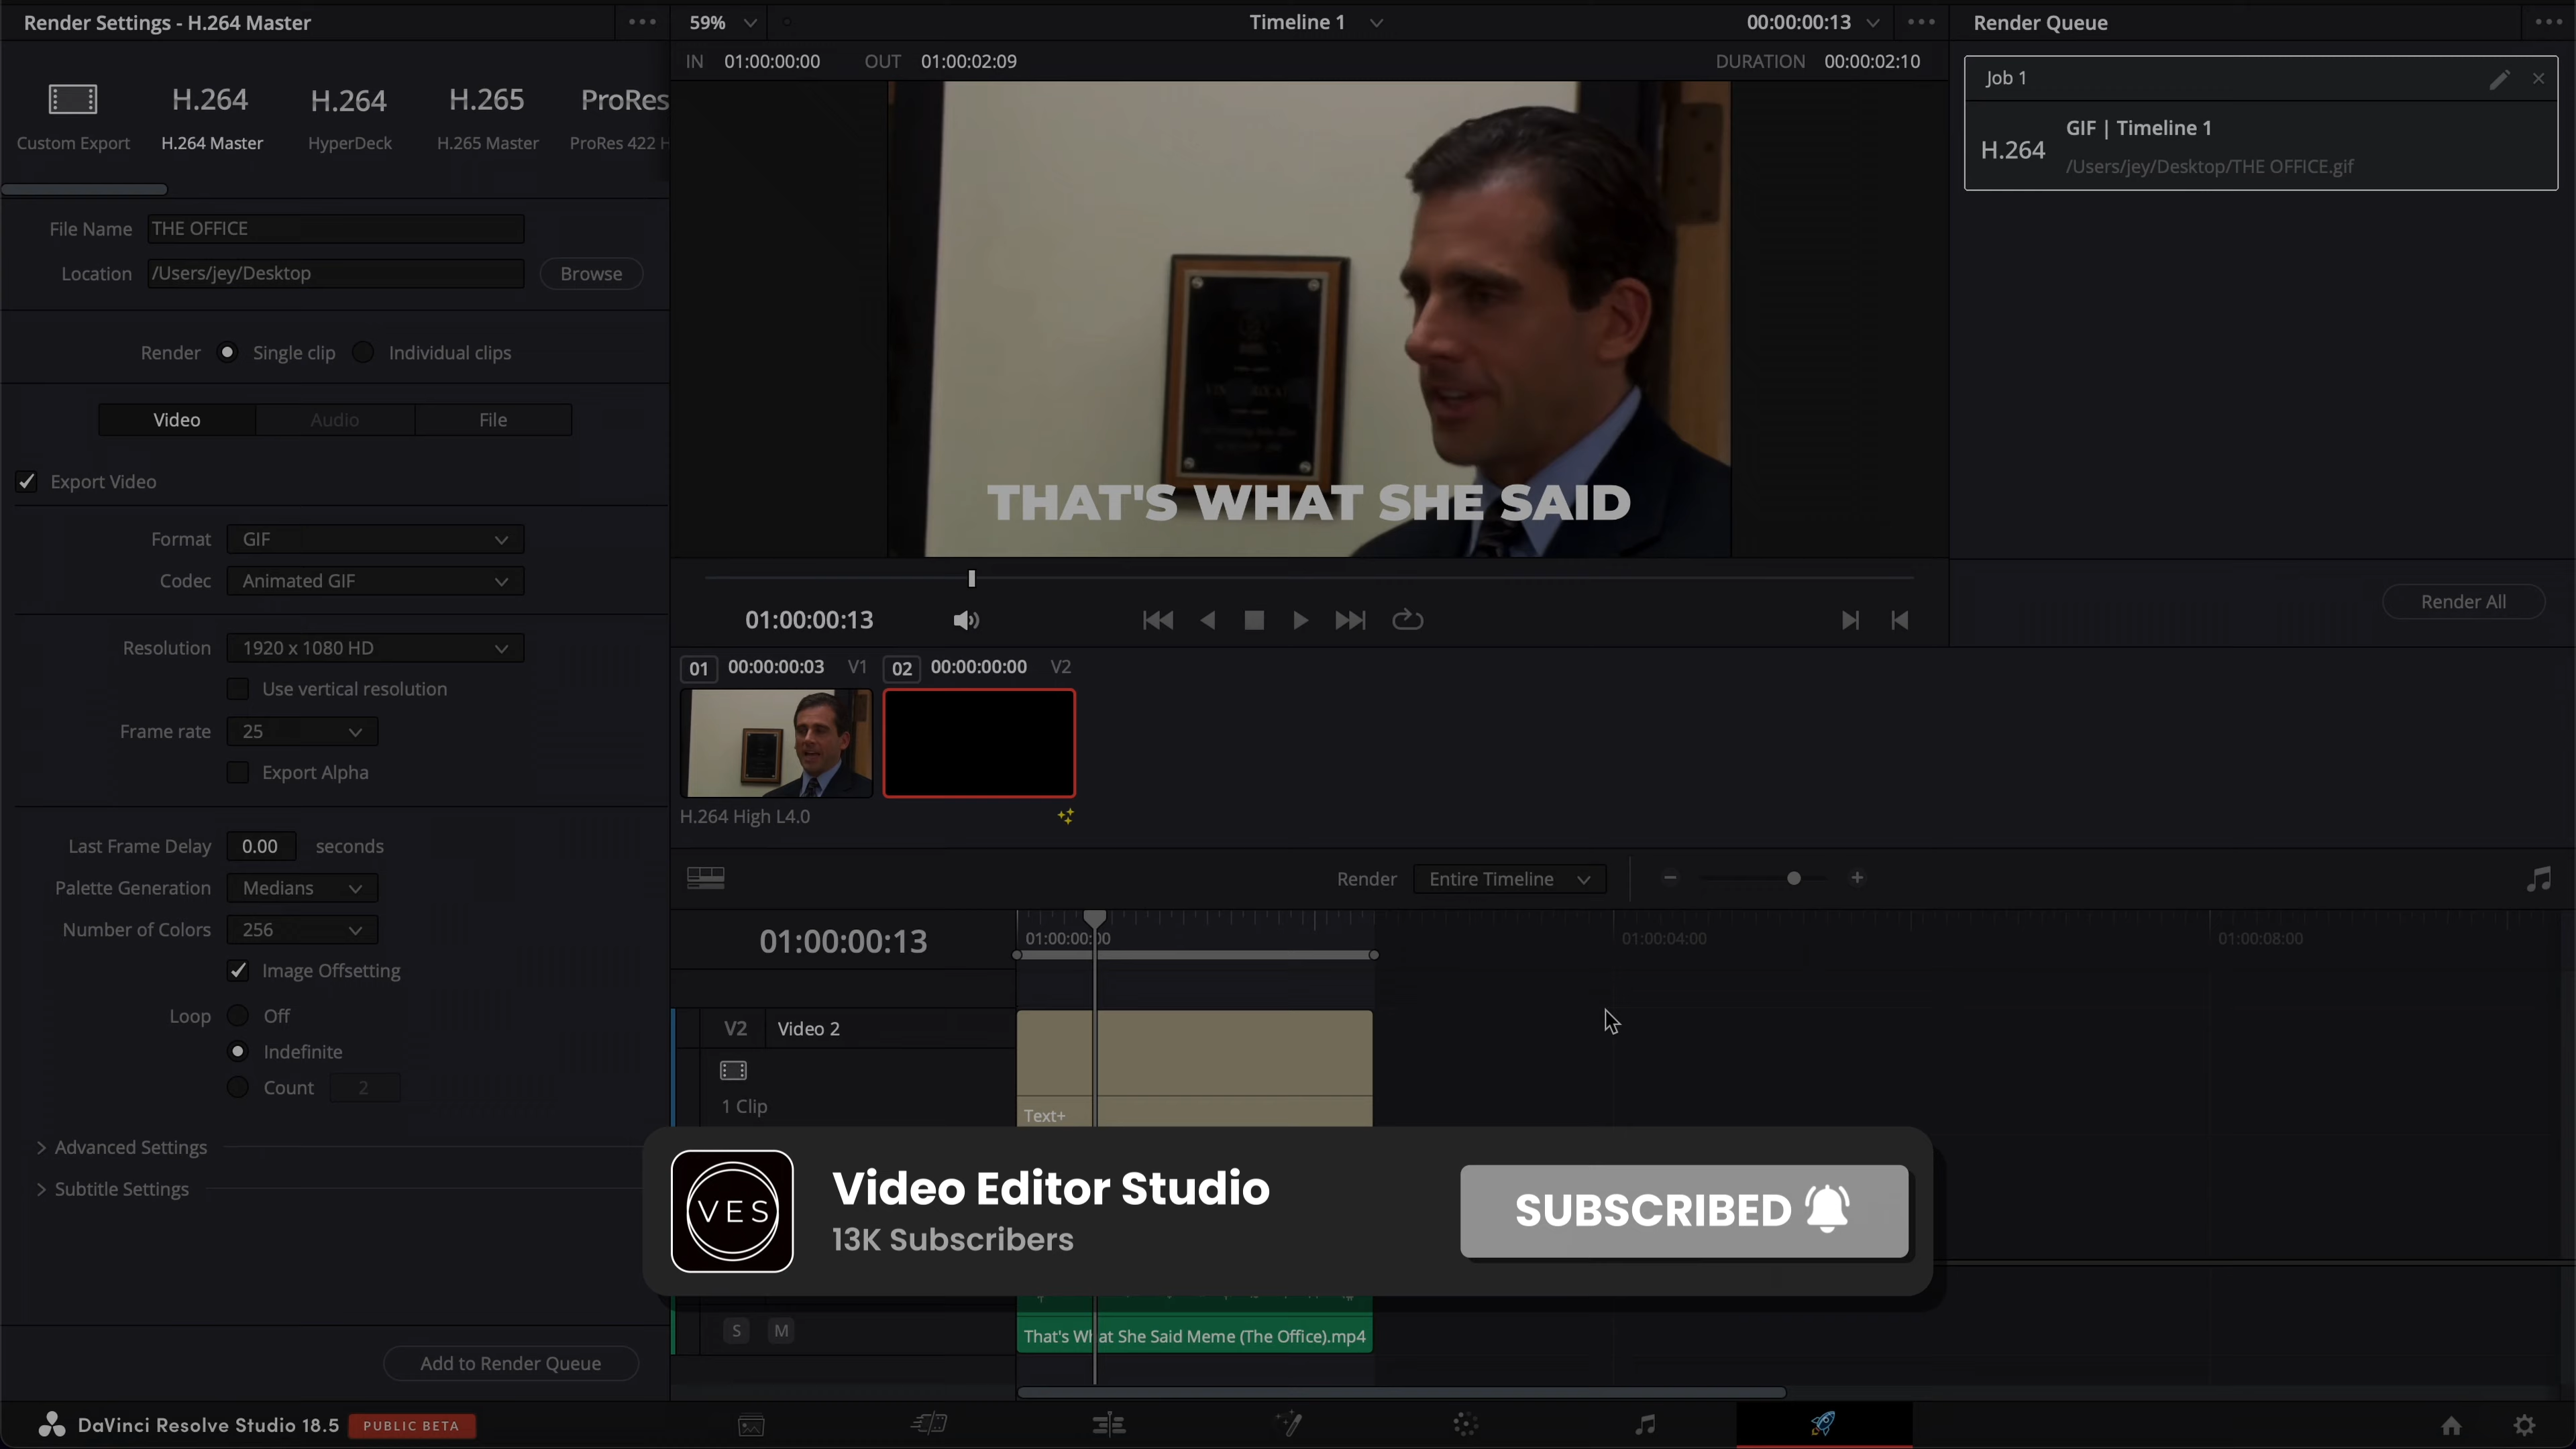 Render Settings - H.264 Master
59%
Timeline 1
00:00:00:13
Render Queue
IN 01:00:00:00 OUT 01:00:02:09
DURATION 00:00:02:10
H.264 H.264 H.265 ProRes
Custom Export H.264 Master HyperDeck H.265 Master ProRes 422 H
Job 1
H.264
GIF | Timeline 1
/Users/jey/Desktop/THE OFFICE.gif
File Name THE OFFICE
Location /Users/jey/Desktop Browse
Render Single clip Individual clips
Video Audio File
Export Video
THAT'S WHAT SHE SAID
Format GIF
Codec Animated GIF
Resolution 1920 x 1080 HD
Use vertical resolution
Frame rate 25
Export Alpha
Last Frame Delay 0.00 seconds
Palette Generation Medians
Number of Colors 256
Image Offsetting
Loop Off
Indefinite
Count 2
Advanced Settings
Subtitle Settings
Add to Render Queue
01:00:00:13
Render All
01 00:00:00:03 V1 02 00:00:00:00 V2
H.264 High L4.0
Render Entire Timeline
01:00:00:13
01:00:00:00 01:00:04:00 01:00:08:00
V2 Video 2
1 Clip
Text+
VES
Video Editor Studio
13K Subscribers
SUBSCRIBED
S M
That's What She Said Meme (The Office).mp4
DaVinci Resolve Studio 18.5 PUBLIC BETA